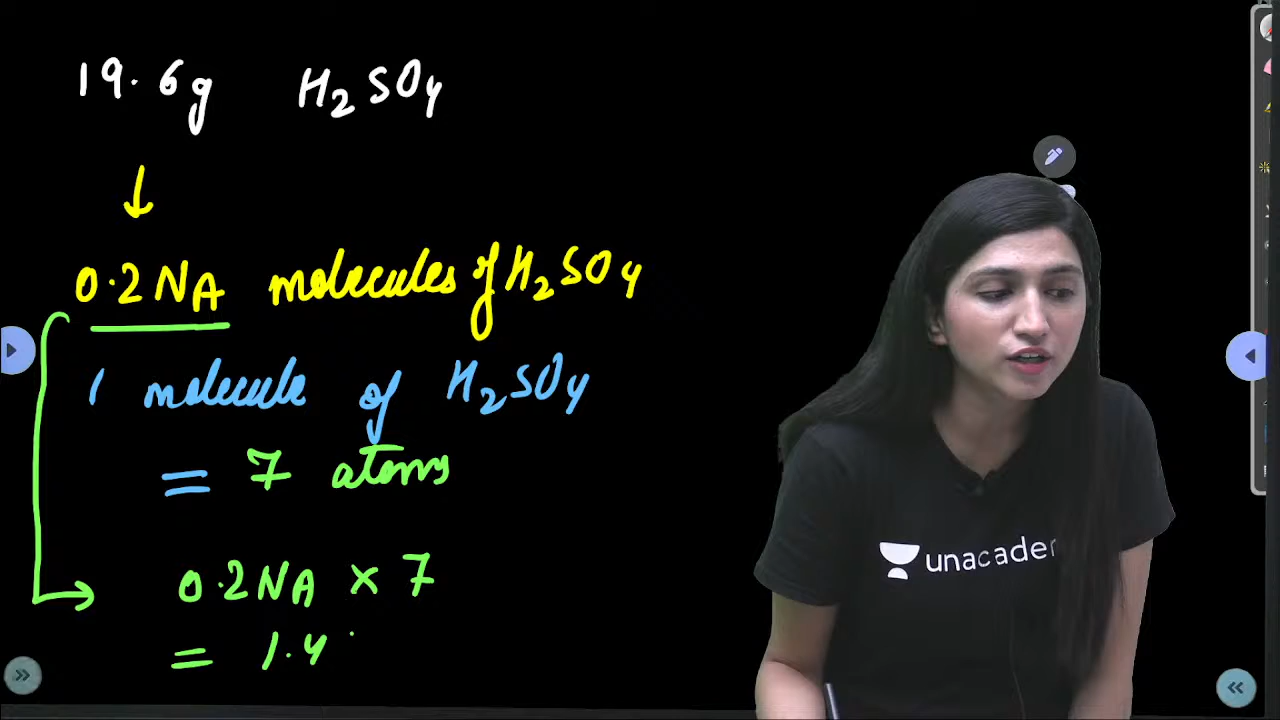 19.6g H2SO4
↓
0.2NA molecules of H2SO4
1 molecule of H2SO4
= 7 atoms
0.2NA × 7
= 1.4
unacader